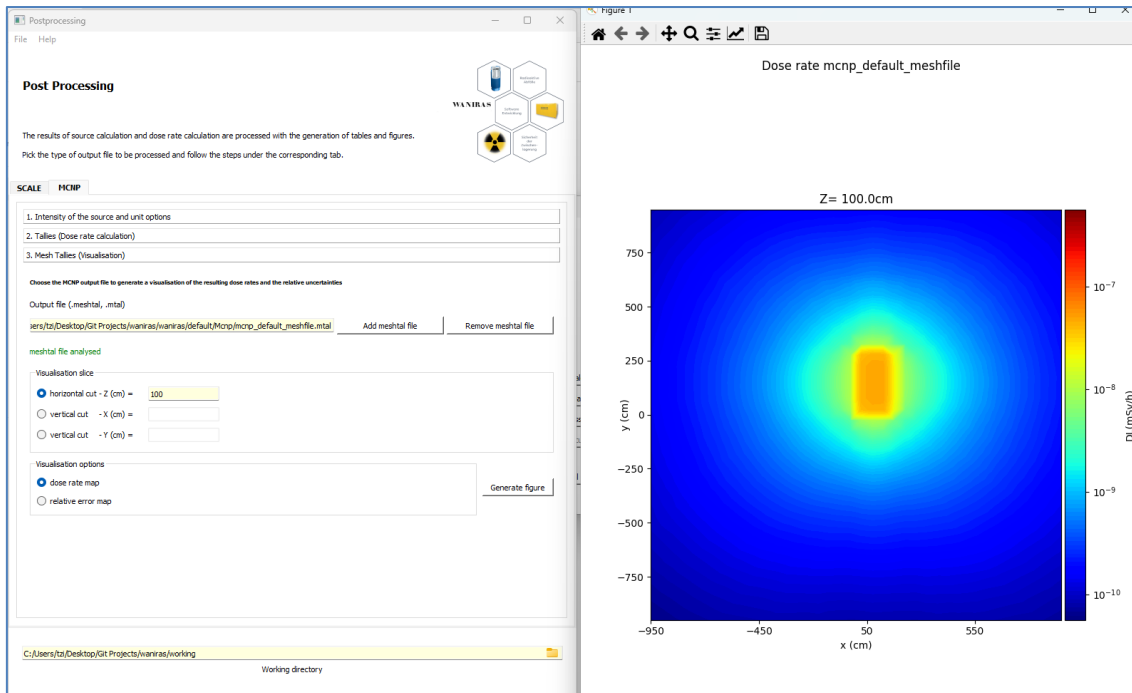 Postprocessing
File Help
Post Processing
WANIRAS
The results of source calculation and dose rate calculation are processed with the generation of tables and figures.
Pick the type of output file to be processed and follow the steps under the corresponding tab.
SCALE MCNP
1. Intensity of the source and unit options
2. Tallies (Dose rate calculation)
3. Mesh Tallies (Visualisation)
Choose the MCNP output file to generate a visualisation of the resulting dose rates and the relative uncertainties
Output file (.meshtal, .mtal)
sers/tzi/Desktop/Git Projects/waniras/waniras/default/Mcnp/mcnp_default_meshfile.mtal Add meshtal file Remove meshtal file
meshtal file analysed
Visualisation slice
horizontal cut - Z (cm) = 100
vertical cut - X (cm) =
vertical cut - Y (cm) =
Visualisation options
dose rate map
relative error map
Generate figure
C:/Users/tzi/Desktop/Git Projects/waniras/working
Working directory
Figure 1
Dose rate mcnp_default_meshfile
Z= 100.0cm
750
500
250
0
−250
−500
−750
y (cm)
−950 −450 50 550
x (cm)
10⁻⁷
10⁻⁸
10⁻⁹
10⁻¹⁰
(mSv/h)